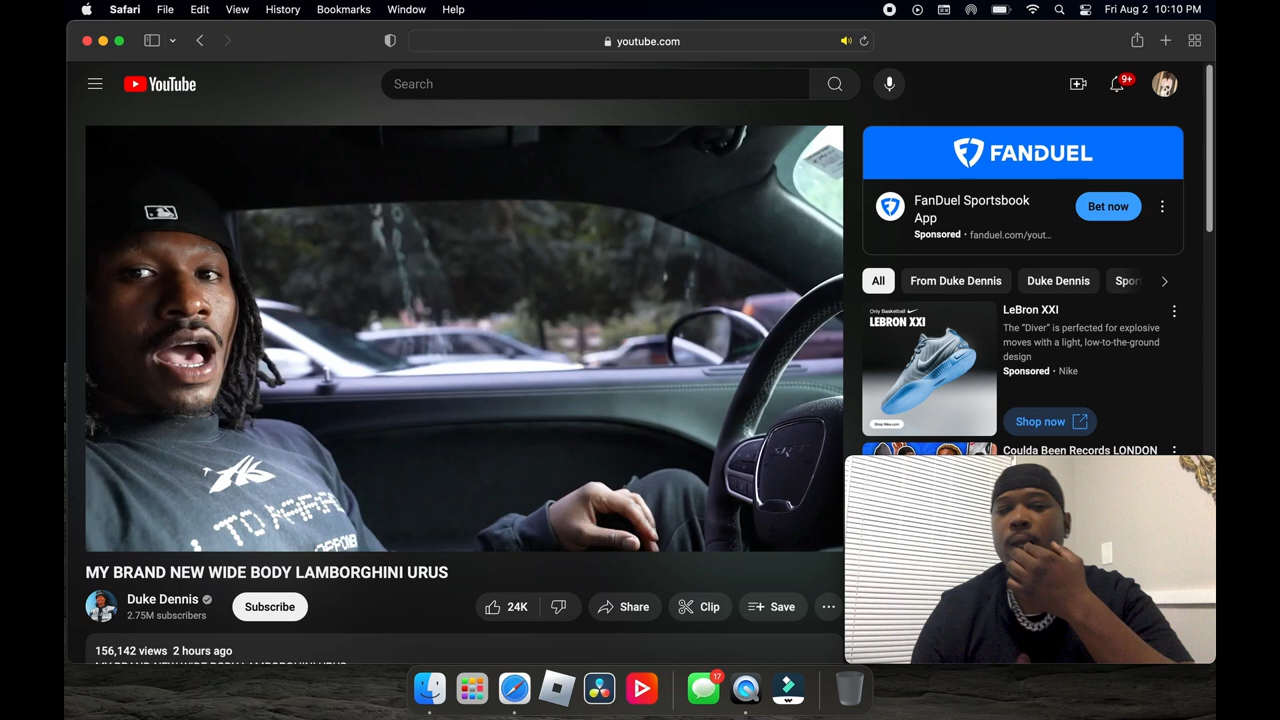 Safari File Edit View History Bookmarks Window Help Fri Aug 2 10:10 PM
youtube.com
YouTube
Search
9+
FANDUEL
FanDuel Sportsbook
App
Sponsored · fanduel.com/yout...
Bet now
All From Duke Dennis Duke Dennis Spor
Only Basketball
LEBRON XXI
LeBron XXI
The “Diver” is perfected for explosive
moves with a light, low-to-the-ground
design
Sponsored · Nike
Shop now
Coulda Been Records LONDON
SRT
MY BRAND NEW WIDE BODY LAMBORGHINI URUS
Duke Dennis
2.75M subscribers
Subscribe
24K
Share
Clip
Save
156,142 views 2 hours ago
17